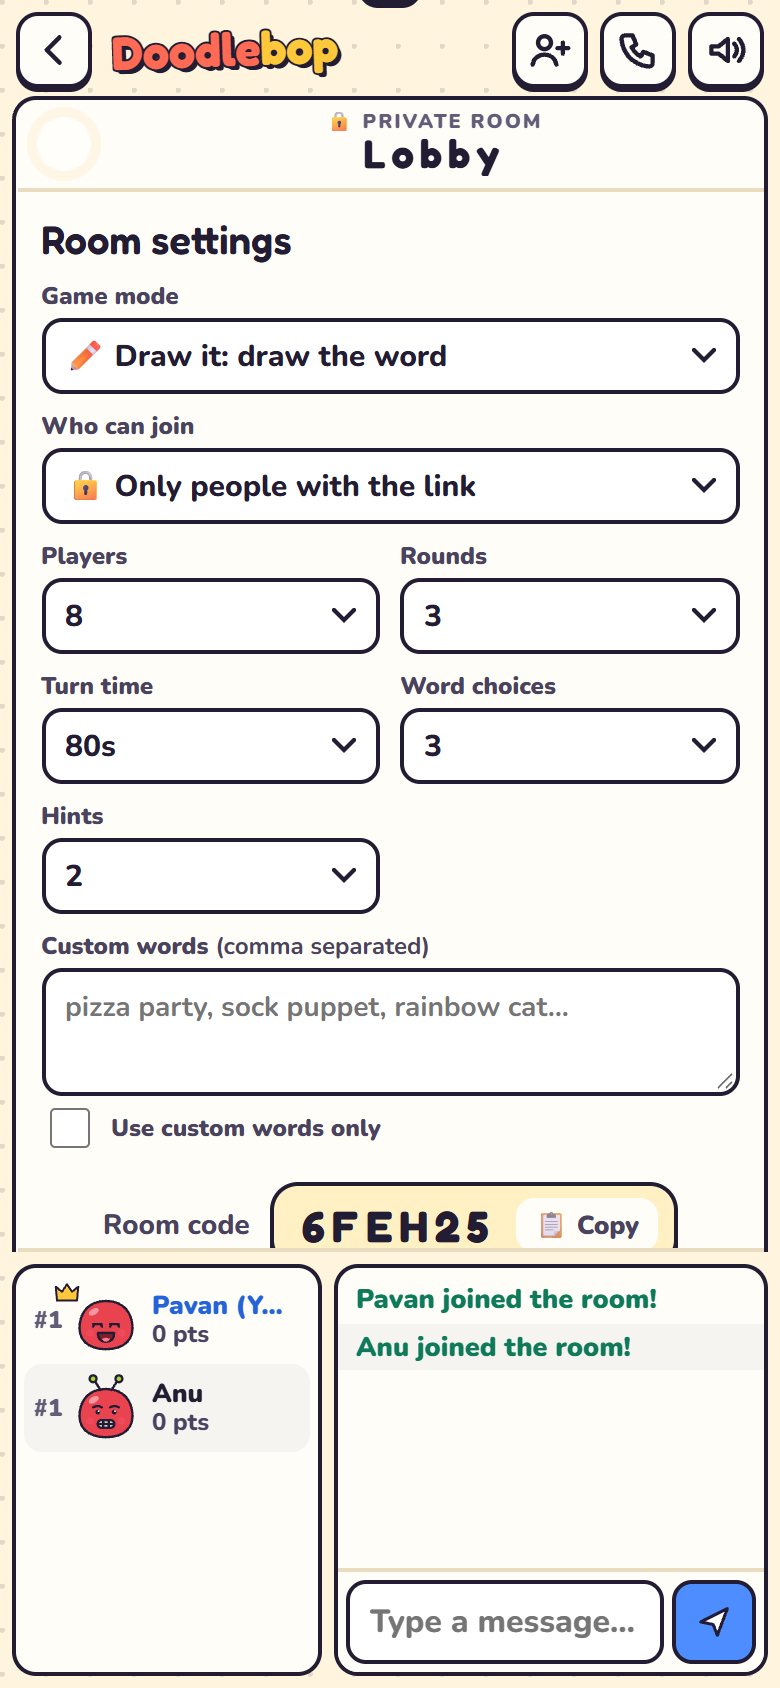 Doodlebop
🔒 PRIVATE ROOM
Lobby
Room settings
Game mode
✏️ Draw it: draw the word
Who can join
🔒 Only people with the link
Players
Rounds
8
3
Turn time
Word choices
80s
3
Hints
2
Custom words (comma separated)
pizza party, sock puppet, rainbow cat...
Use custom words only
Room code 6FEH25 📋 Copy
#1 Pavan (Y...
0 pts
#1 Anu
0 pts
Pavan joined the room!
Anu joined the room!
Type a message...